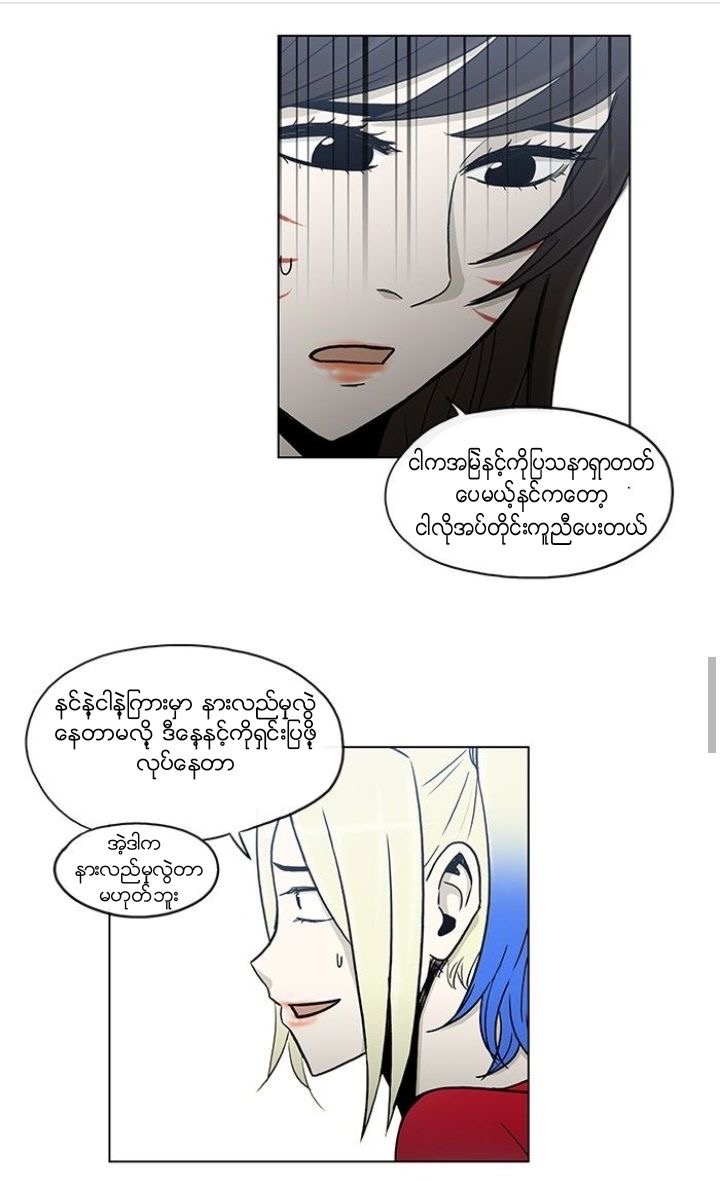 ငါကအမြဲနင့်ကိုပြသနာရှာတတ်
ပေမယ့်နင်ကတော့
ငါလိုအပ်တိုင်းကူညီပေးတယ်
နင်နဲ့ငါနဲ့ကြားမှာ နားလည်မှုလွဲ
နေတာမလို့ ဒီနေ့နင့်ကိုရှင်းပြဖို့
လုပ်နေတာ
အဲ့ဒါက
နားလည်မှုလွဲတာ
မဟုတ်ဘူး